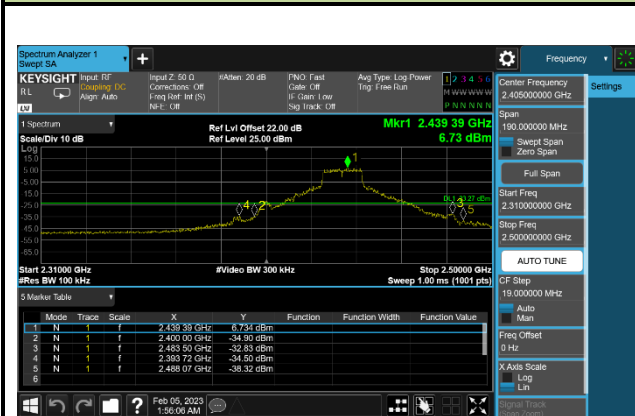 Spectrum Analyzer 1
Swept SA
Frequency
KEYSIGHT
RL
Input: RF
Coupling: DC
Align: Auto
Input Z: 50 Ω
Corrections: Off
Freq Ref: Int (S)
NFE: Off
#Atten: 20 dB
PNO: Fast
Gate: Off
IF Gain: Low
Sig Track: Off
Avg Type: Log Power
Trig: Free Run
1 2 3 4 5 6
M W W W W W
P N N N N N
1 Spectrum
Scale/Div 10 dB
Ref Lvl Offset 22.00 dB
Ref Level 25.00 dBm
Mkr1 2.439 39 GHz
6.73 dBm
Log
15.0
5.00
-5.00
-15.0
-25.0
-35.0
-45.0
-55.0
-65.0
1
4
2
3
5
Start 2.31000 GHz
#Res BW 100 kHz
#Video BW 300 kHz
Stop 2.50000 GHz
Sweep 1.00 ms (1001 pts)
5 Marker Table
Mode Trace Scale X Y Function Function Width Function Value
1 N 1 f 2.439 39 GHz 6.734 dBm
2 N 1 f 2.400 00 GHz -34.90 dBm
3 N 1 f 2.483 50 GHz -32.83 dBm
4 N 1 f 2.393 72 GHz -34.50 dBm
5 N 1 f 2.488 07 GHz -38.32 dBm
6
Feb 05, 2023
1:56:06 AM
Center Frequency
2.405000000 GHz
Settings
Span
190.000000 MHz
Swept Span
Zero Span
Full Span
Start Freq
2.310000000 GHz
Stop Freq
2.500000000 GHz
AUTO TUNE
CF Step
19.000000 MHz
Auto
Man
Freq Offset
0 Hz
X Axis Scale
Log
Lin
Signal Track
(Span Zoom)